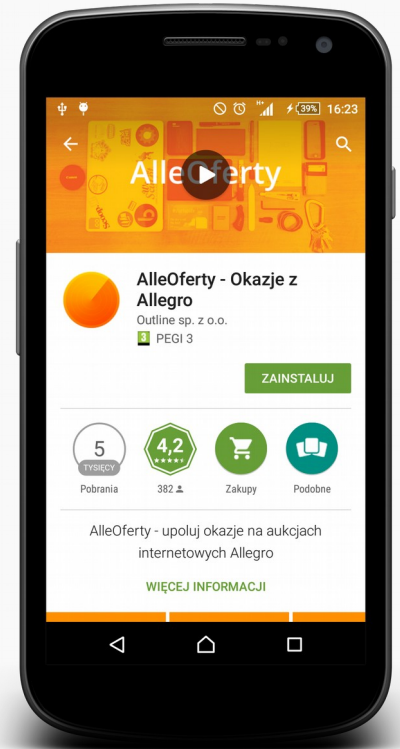 H+
39%
16:23
AlleOferty
AlleOferty - Okazje z
Allegro
Outline sp. z o.o.
3 PEGI 3
ZAINSTALUJ
5
TYSIĘCY
4,2
Pobrania
382
Zakupy
Podobne
AlleOferty - upoluj okazje na aukcjach
internetowych Allegro
WIĘCEJ INFORMACJI